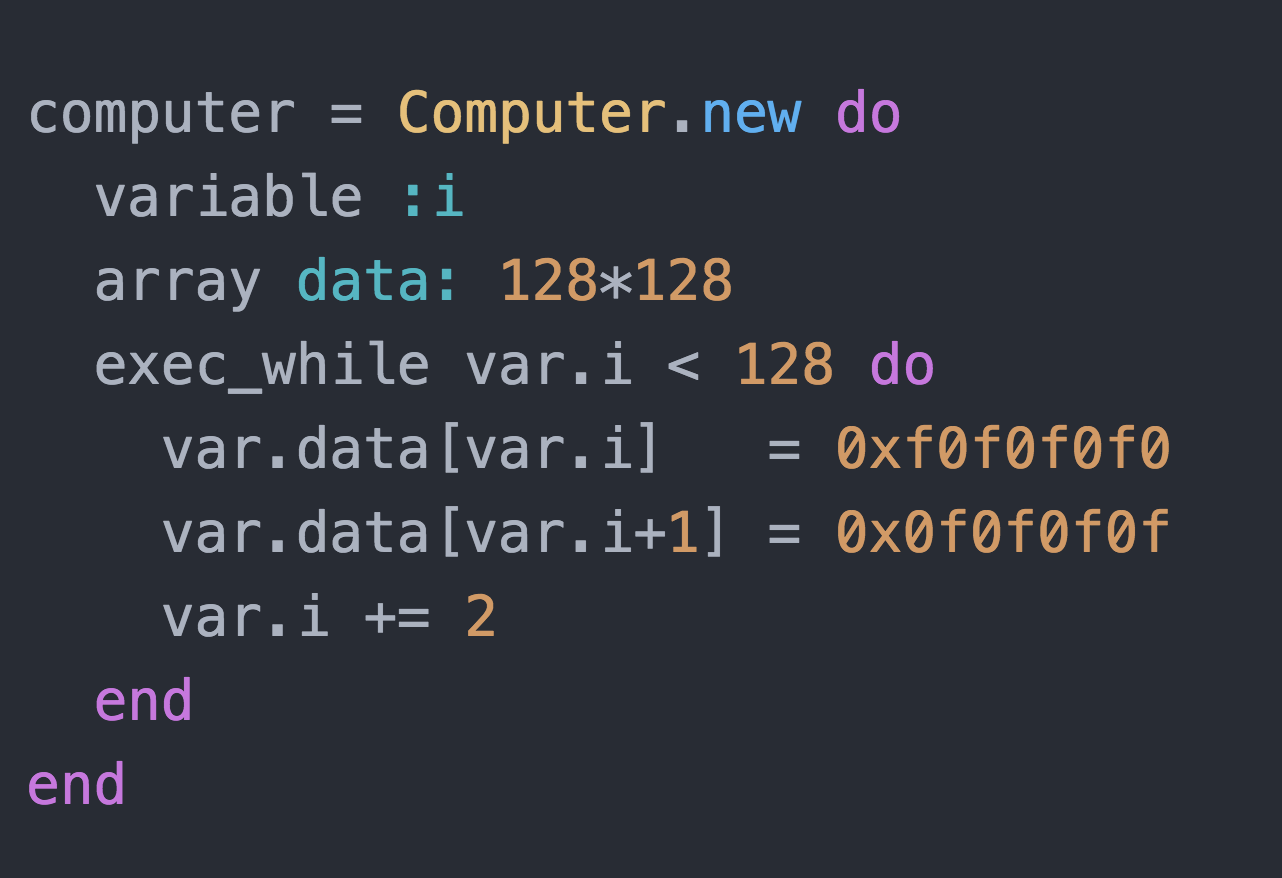 computer = Computer.new do
  variable :i
  array data: 128*128
  exec_while var.i < 128 do
    var.data[var.i]   = 0xf0f0f0f0
    var.data[var.i+1] = 0x0f0f0f0f
    var.i += 2
  end
end